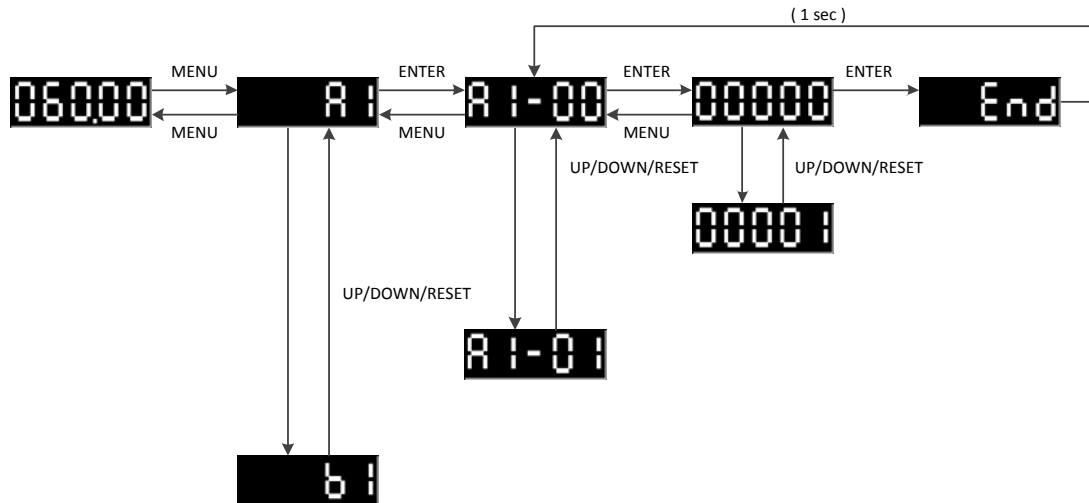 ( 1 sec )
MENU
ENTER
ENTER
ENTER
060.00
A1
A1-00
00000
End
MENU
MENU
MENU
UP/DOWN/RESET
UP/DOWN/RESET
00001
UP/DOWN/RESET
A1-01
b1